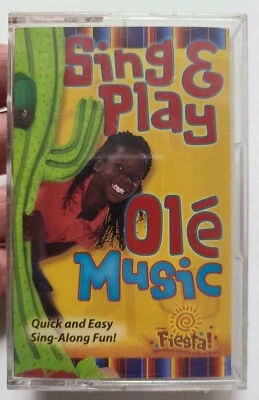 Sing &
Play
Olé
Music
Quick and Easy
Sing-Along Fun!
Fiesta!